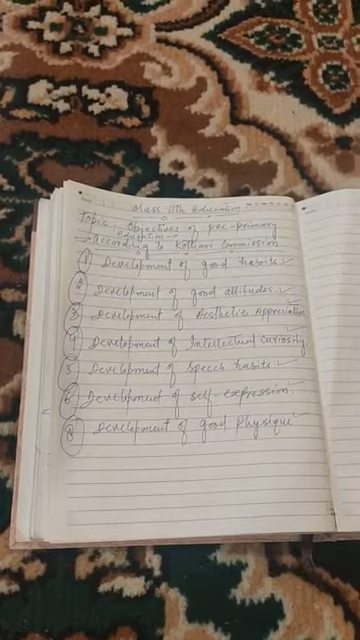 Class 11th Education
Topic: Objectives of pre-primary
education →
→ According to Kothari Commission
1 Development of good habits. ✓
2 Development of good attitudes. ✓
3 Development of Aesthetic Appreciation ✓
4 Development of Intellectual curiosity ✓
5 Development of Speech habits ✓
6 Development of self-expression ✓
8 Development of good physique ✓